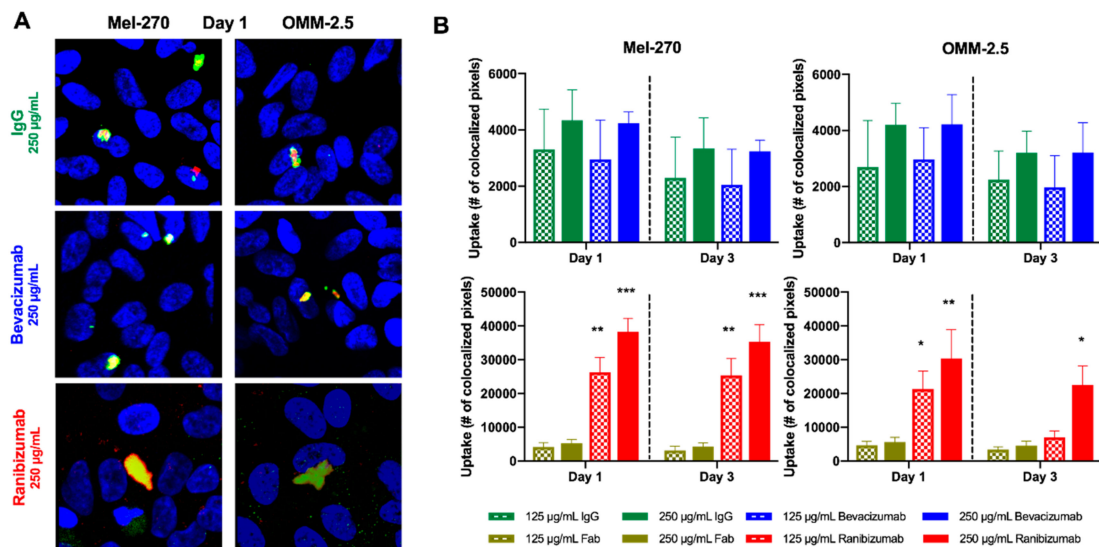 A
Mel-270 Day 1 OMM-2.5
IgG
250 µg/mL
Bevacizumab
250 µg/mL
Ranibizumab
250 µg/mL
B
Mel-270
Uptake (# of colocalized pixels)
6000
4000
2000
0
Day 1 Day 3
OMM-2.5
Uptake (# of colocalized pixels)
6000
4000
2000
0
Day 1 Day 3
Uptake (# of colocalized pixels)
50000
40000
30000
20000
10000
0
** *** ** ***
Day 1 Day 3
Uptake (# of colocalized pixels)
50000
40000
30000
20000
10000
0
* ** *
Day 1 Day 3
125 µg/mL IgG 250 µg/mL IgG 125 µg/mL Bevacizumab 250 µg/mL Bevacizumab
125 µg/mL Fab 250 µg/mL Fab 125 µg/mL Ranibizumab 250 µg/mL Ranibizumab